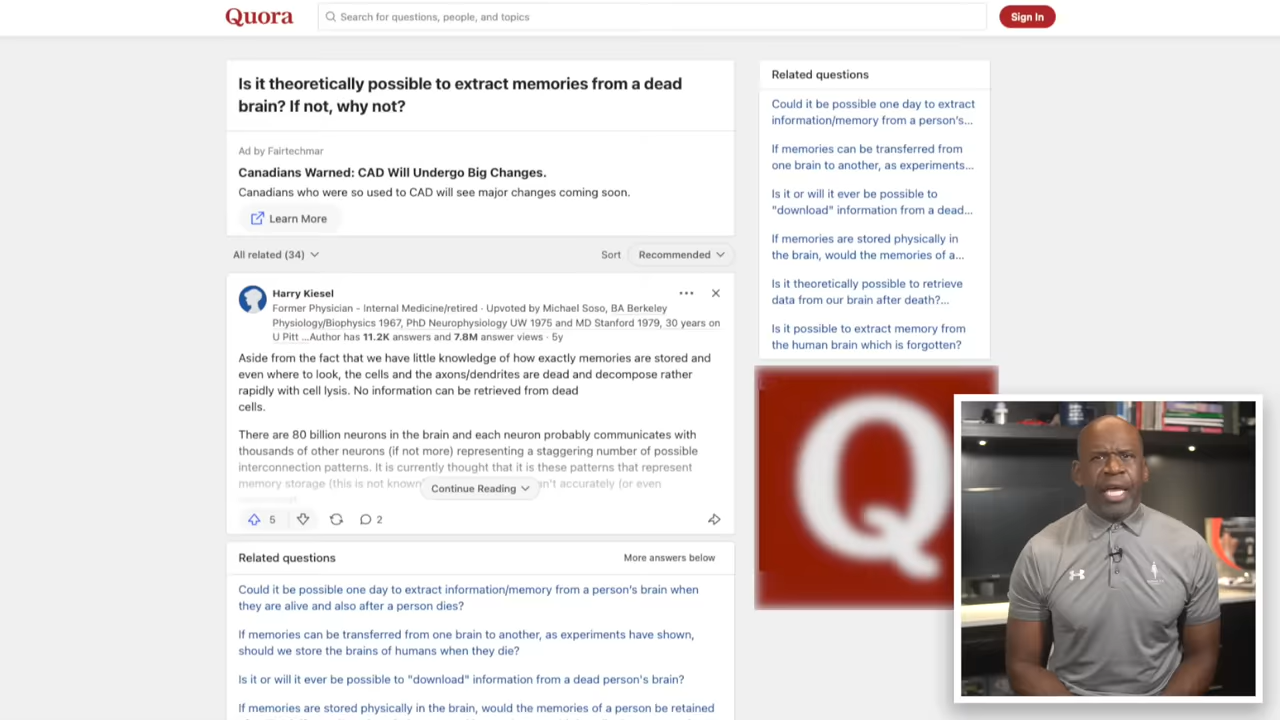 Quora
Search for questions, people, and topics
Sign In
Is it theoretically possible to extract memories from a dead
brain? If not, why not?
Ad by Fairtechmar
Canadians Warned: CAD Will Undergo Big Changes.
Canadians who were so used to CAD will see major changes coming soon.
Learn More
All related (34)
Sort
Recommended
Harry Kiesel
Former Physician - Internal Medicine/retired · Upvoted by Michael Soso, BA Berkeley
Physiology/Biophysics 1967, PhD Neurophysiology UW 1975 and MD Stanford 1979, 30 years on
U Pitt ...Author has 11.2K answers and 7.8M answer views · 5y
Aside from the fact that we have little knowledge of how exactly memories are stored and
even where to look, the cells and the axons/dendrites are dead and decompose rather
rapidly with cell lysis. No information can be retrieved from dead
cells.
There are 80 billion neurons in the brain and each neuron probably communicates with
thousands of other neurons (if not more) representing a staggering number of possible
interconnection patterns. It is currently thought that it is these patterns that represent
memory storage (this is not known
n't accurately (or even
Continue Reading
5
2
Related questions
More answers below
Could it be possible one day to extract information/memory from a person's brain when
they are alive and also after a person dies?
If memories can be transferred from one brain to another, as experiments have shown,
should we store the brains of humans when they die?
Is it or will it ever be possible to "download" information from a dead person's brain?
If memories are stored physically in the brain, would the memories of a person be retained
Related questions
Could it be possible one day to extract
information/memory from a person's...
If memories can be transferred from
one brain to another, as experiments...
Is it or will it ever be possible to
"download" information from a dead...
If memories are stored physically in
the brain, would the memories of a...
Is it theoretically possible to retrieve
data from our brain after death?...
Is it possible to extract memory from
the human brain which is forgotten?
Q